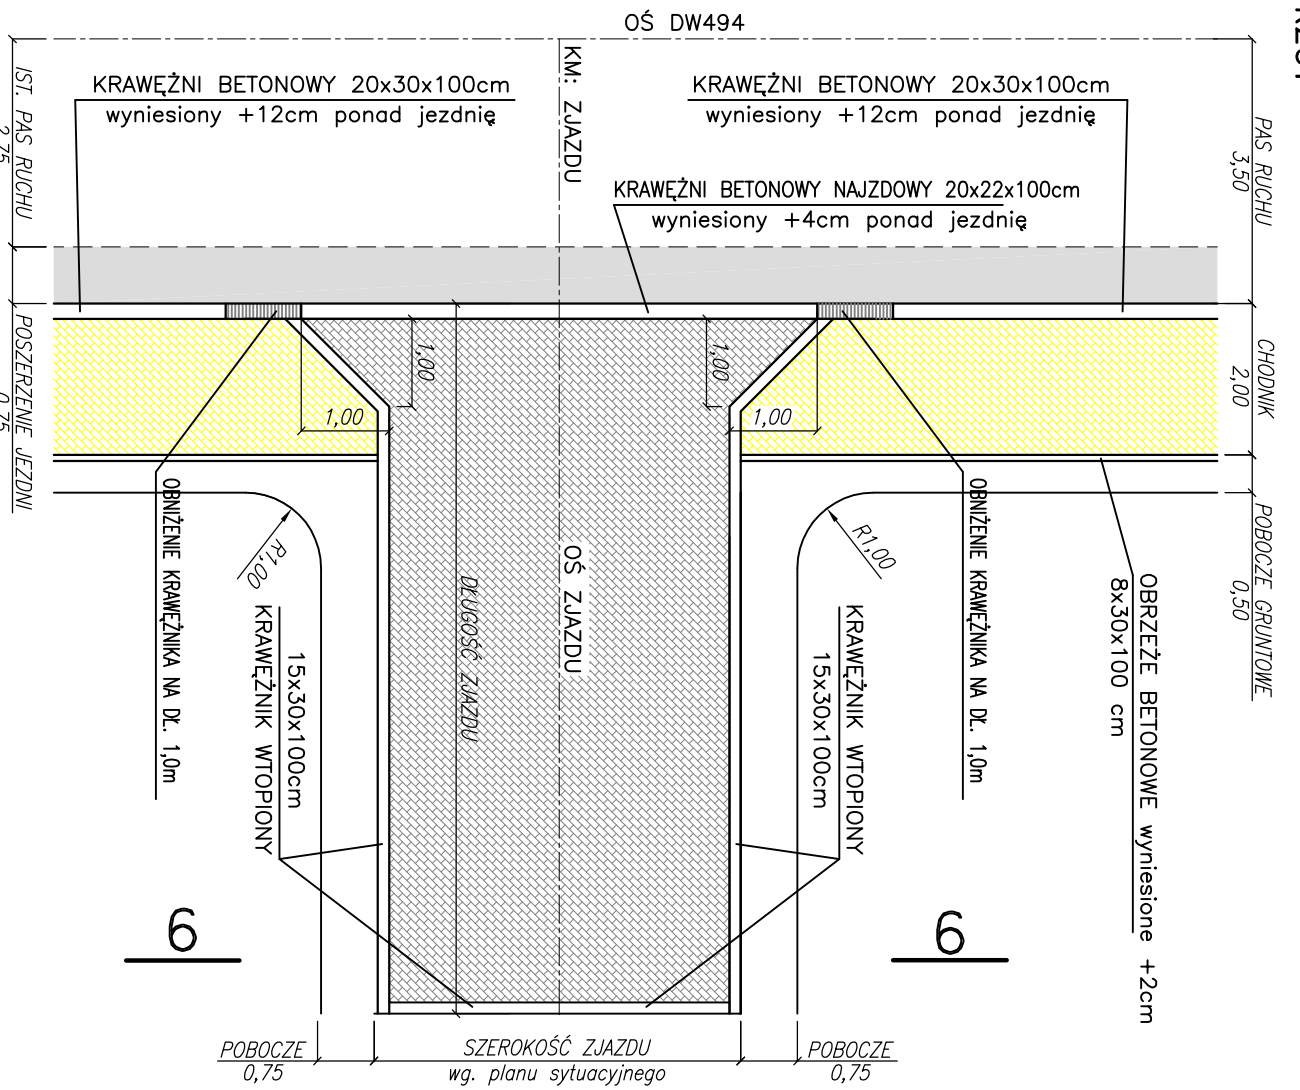 OŚ DW494
KRAWĘŻNI BETONOWY 20x30x100cm
wyniesiony +12cm ponad jezdnię
KM: ZJAZDU
KRAWĘŻNI BETONOWY 20x30x100cm
wyniesiony +12cm ponad jezdnię
KRAWĘŻNI BETONOWY NAJZDOWY 20x22x100cm
wyniesiony +4cm ponad jezdnię
IST. PAS RUCHU
2,75
PAS RUCHU
3,50
POSZERZENIE JEZDNI
0,75
CHODNIK
2,00
1,00
1,00
1,00
1,00
POBOCZE GRUNTOWE
0,50
OBNIŻENIE KRAWĘŻNIKA NA DŁ. 1,0m
R1,00
KRAWĘŻNIK WTOPIONY
15x30x100cm
DŁUGOŚĆ ZJAZDU
OŚ ZJAZDU
R1,00
KRAWĘŻNIK WTOPIONY
15x30x100cm
OBNIŻENIE KRAWĘŻNIKA NA DŁ. 1,0m
OBRZEŻE BETONOWE wyniesione +2cm
8x30x100 cm
6
6
POBOCZE
0,75
SZEROKOŚĆ ZJAZDU
wg. planu sytuacyjnego
POBOCZE
0,75